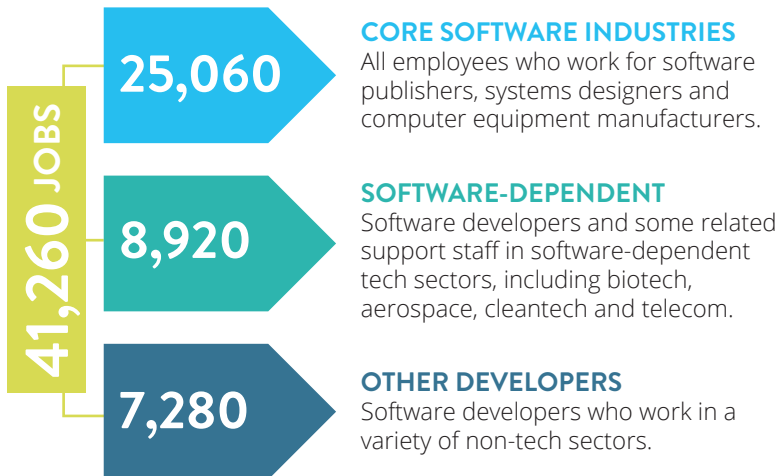 41,260 JOBS
25,060
CORE SOFTWARE INDUSTRIES
All employees who work for software
publishers, systems designers and
computer equipment manufacturers.
8,920
SOFTWARE-DEPENDENT
Software developers and some related
support staff in software-dependent
tech sectors, including biotech,
aerospace, cleantech and telecom.
7,280
OTHER DEVELOPERS
Software developers who work in a
variety of non-tech sectors.